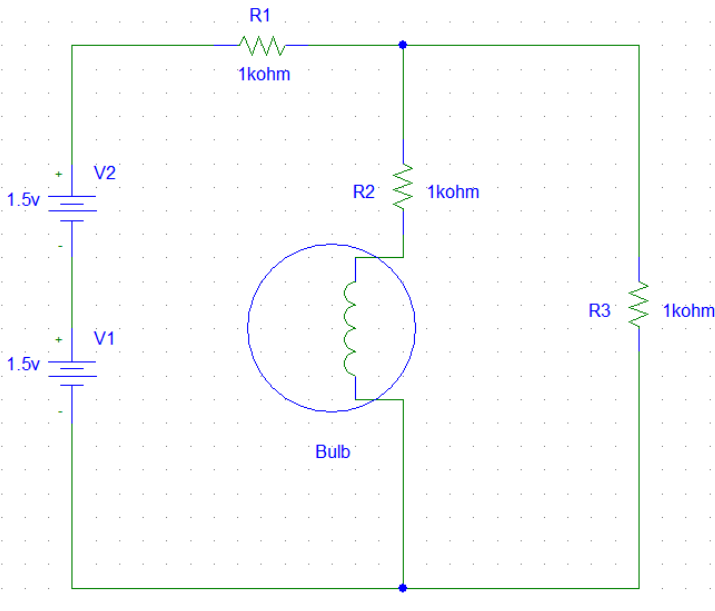 R1
1kohm
+ V2
1.5v
-
R2 1kohm
R3 1kohm
+ V1
1.5v
-
Bulb